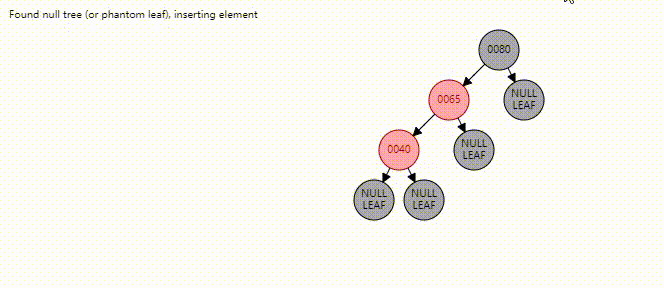 Found null tree (or phantom leaf), inserting element
0080
0065
NULL
LEAF
0040
NULL
LEAF
NULL
LEAF
NULL
LEAF